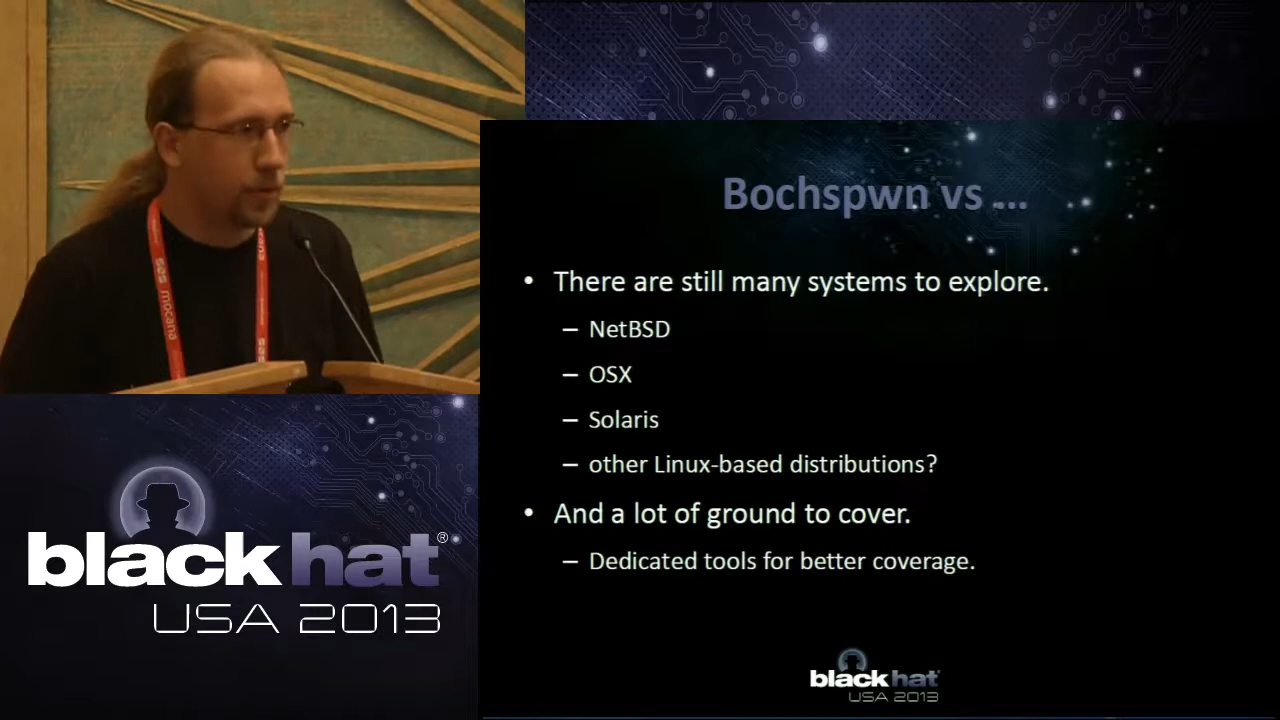 Bochspwn vs ...
• There are still many systems to explore.
– NetBSD
– OSX
– Solaris
– other Linux-based distributions?
• And a lot of ground to cover.
– Dedicated tools for better coverage.
black hat®
USA 2013
black hat
USA 2013
mocana